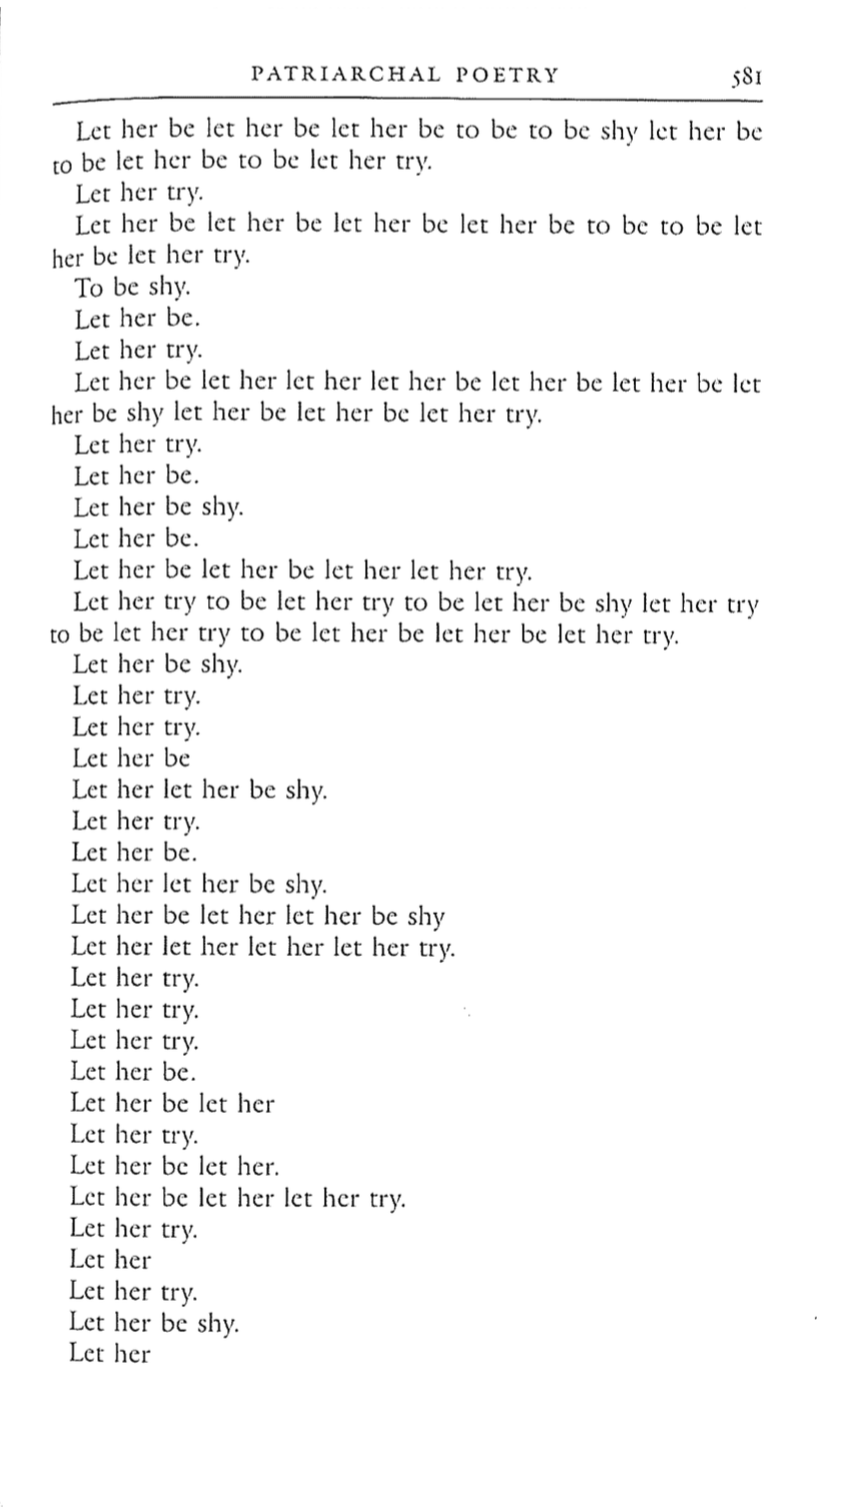 PATRIARCHAL POETRY 581
Let her be let her be let her be to be to be shy let her be
to be let her be to be let her try.
Let her try.
Let her be let her be let her be let her be to be to be let
her be let her try.
To be shy.
Let her be.
Let her try.
Let her be let her let her let her be let her be let her be let
her be shy let her be let her be let her try.
Let her try.
Let her be.
Let her be shy.
Let her be.
Let her be let her be let her let her try.
Let her try to be let her try to be let her be shy let her try
to be let her try to be let her be let her be let her try.
Let her be shy.
Let her try.
Let her try.
Let her be
Let her let her be shy.
Let her try.
Let her be.
Let her let her be shy.
Let her be let her let her be shy
Let her let her let her let her try.
Let her try.
Let her try.
Let her try.
Let her be.
Let her be let her
Let her try.
Let her be let her.
Let her be let her let her try.
Let her try.
Let her
Let her try.
Let her be shy.
Let her